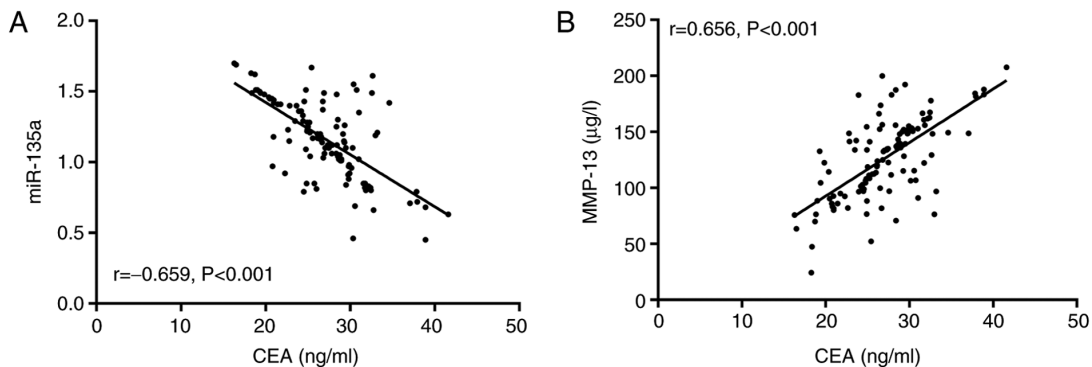 A
2.0
1.5
1.0
0.5
0.0
miR-135a
r=−0.659, P<0.001
0 10 20 30 40 50
CEA (ng/ml)
B
250
200
150
100
50
0
MMP-13 (µg/l)
r=0.656, P<0.001
0 10 20 30 40 50
CEA (ng/ml)